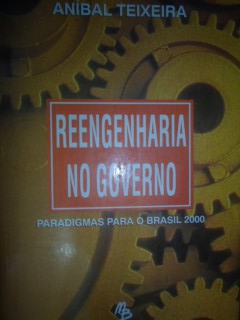 ANÍBAL TEIXEIRA
REENGENHARIA
NO GOVERNO
PARADIGMAS PARA O BRASIL 2000